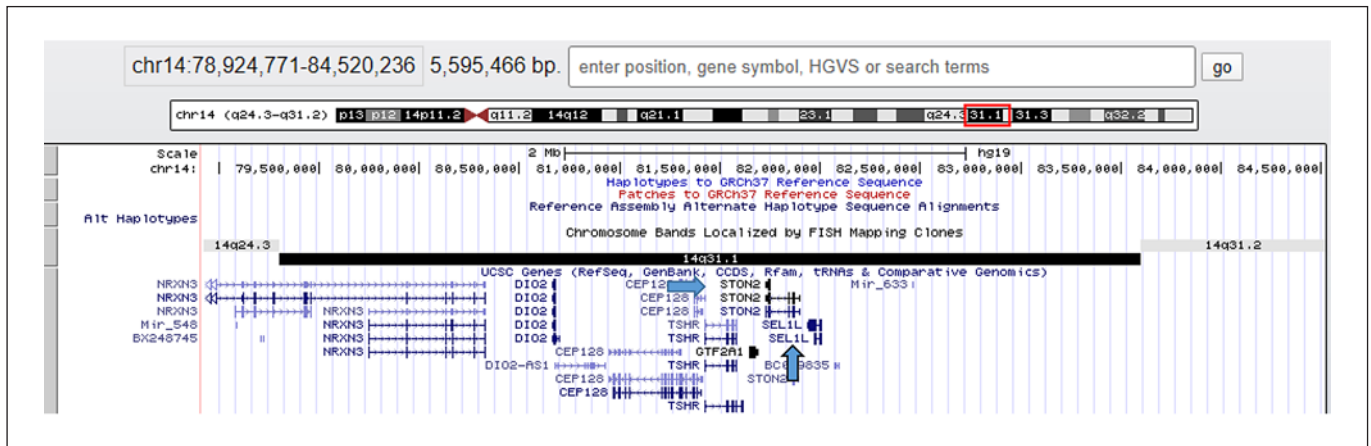 chr14:78,924,771-84,520,236 5,595,466 bp. enter position, gene symbol, HGVS or search terms go
chr14 (q24.3-q31.2) p13 p12 14p11.2 q11.2 14q12 q21.1 23.1 q24.3 31.1 31.3 q32.2
Scale 2 Mb hg19
chr14: 79,500,000 80,000,000 80,500,000 81,000,000 81,500,000 82,000,000 82,500,000 83,000,000 83,500,000 84,000,000 84,500,000
Haplotypes to GRCh37 Reference Sequence
Patches to GRCh37 Reference Sequence
Reference Assembly Alternate Haplotype Sequence Alignments
Alt Haplotypes
Chromosome Bands Localized by FISH Mapping Clones
14q24.3 14q31.2
14q31.1
UCSC Genes (RefSeq, GenBank, CCDS, Rfam, tRNAs & Comparative Genomics)
NRXN3 DIO2 CEP12 STON2 Mir_633
NRXN3 DIO2 CEP128 STON2
NRXN3 NRXN3 DIO2 CEP128 STON2
Mir_548 NRXN3 DIO2 TSHR SEL1L
BX248745 NRXN3 DIO2 TSHR SEL1L
NRXN3 CEP128 GTF2A1
DIO2-AS1 TSHR
CEP128 STON2
CEP128
TSHR